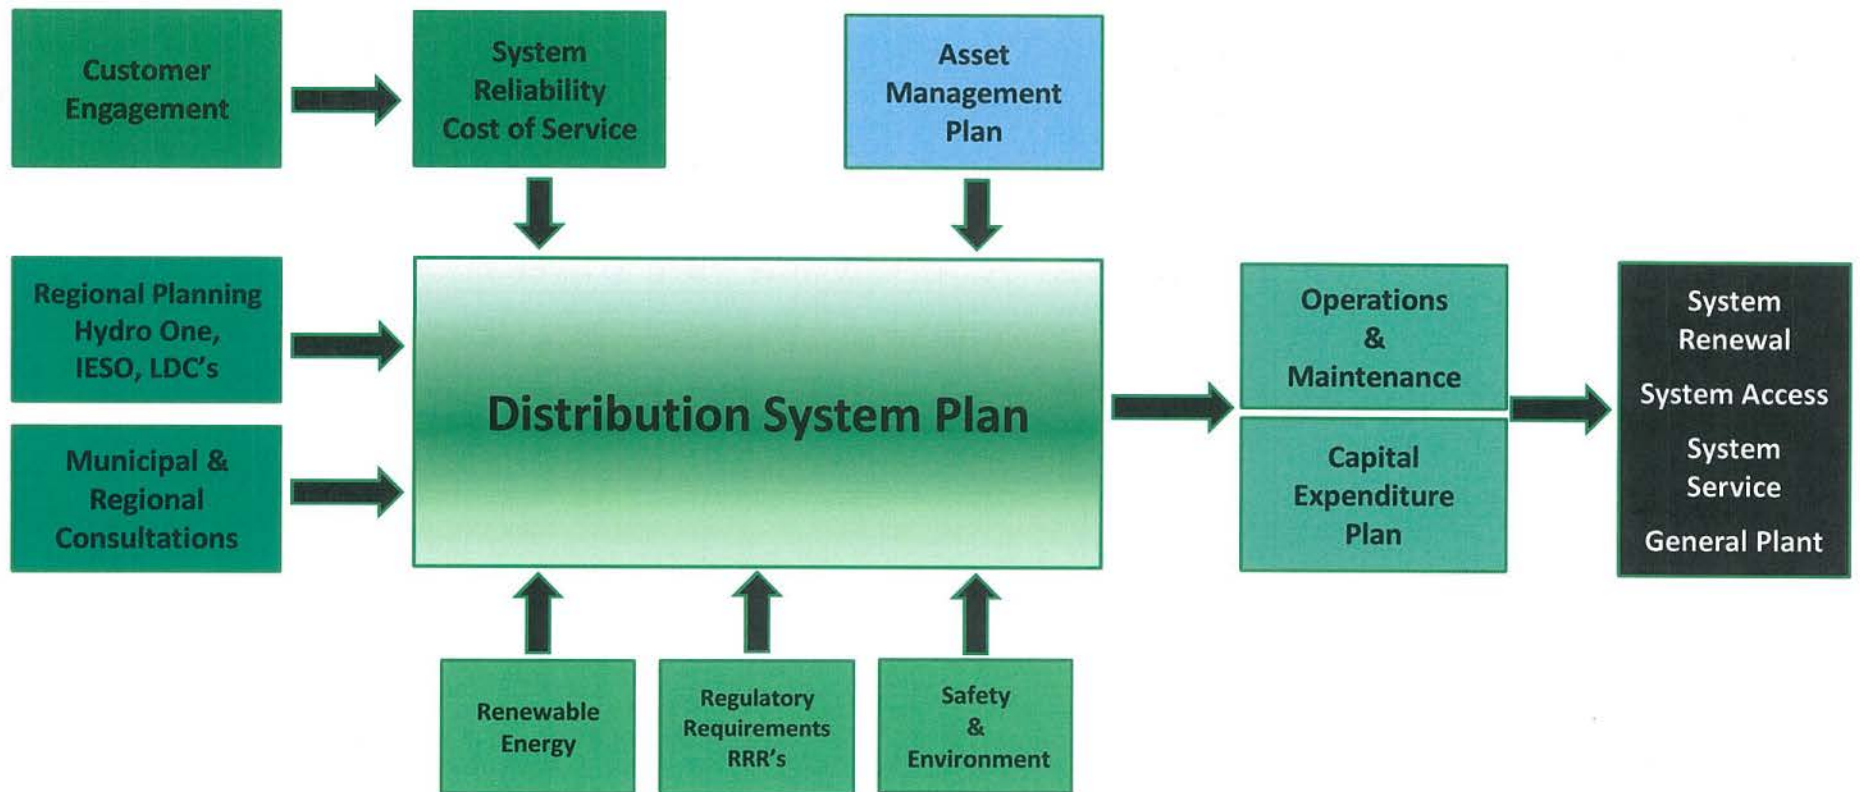 Customer
Engagement
System
Reliability
Cost of Service
Asset
Management
Plan
Regional Planning
Hydro One,
IESO, LDC's
Municipal &
Regional
Consultations
Distribution System Plan
Operations
&
Maintenance
Capital
Expenditure
Plan
System
Renewal
System Access
System
Service
General Plant
Renewable
Energy
Regulatory
Requirements
RRR's
Safety
&
Environment